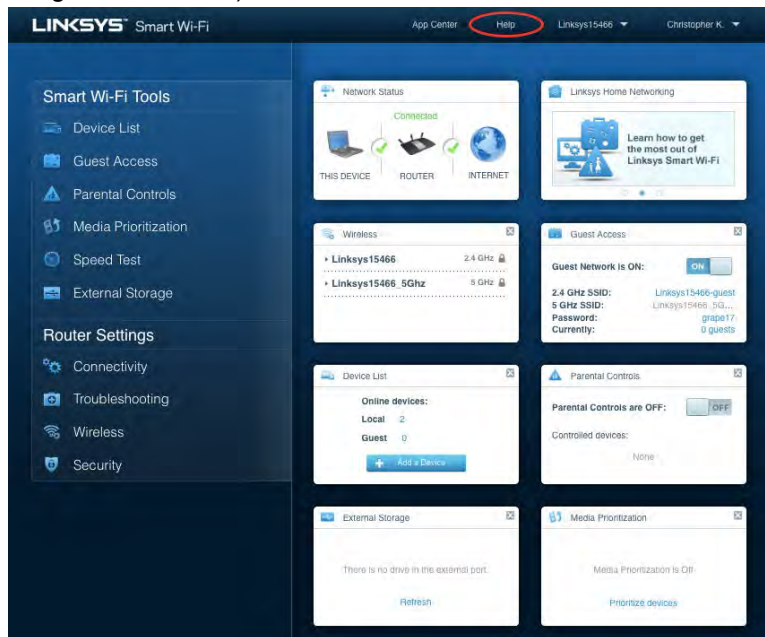 LINKSYS Smart Wi-Fi
App Center Help Linksys15466 Christopher K.
Smart Wi-Fi Tools
Device List
Guest Access
Parental Controls
Media Prioritization
Speed Test
External Storage
Router Settings
Connectivity
Troubleshooting
Wireless
Security
Network Status
Connected
THIS DEVICE ROUTER INTERNET
Linksys Home Networking
Learn how to get
the most out of
Linksys Smart Wi-Fi
Wireless
Linksys15466 2.4 GHz
Linksys15466_5Ghz 5 GHz
Guest Access
Guest Network is ON: ON
2.4 GHz SSID: Linksys15466-guest
5 GHz SSID: Linksys15466_5G...
Password: grape17
Currently: 0 guests
Device List
Online devices:
Local 2
Guest 0
Add a Device
Parental Controls
Parental Controls are OFF: OFF
Controlled devices:
None
External Storage
There is no drive in the external port.
Refresh
Media Prioritization
Media Prioritization is Off
Prioritize devices